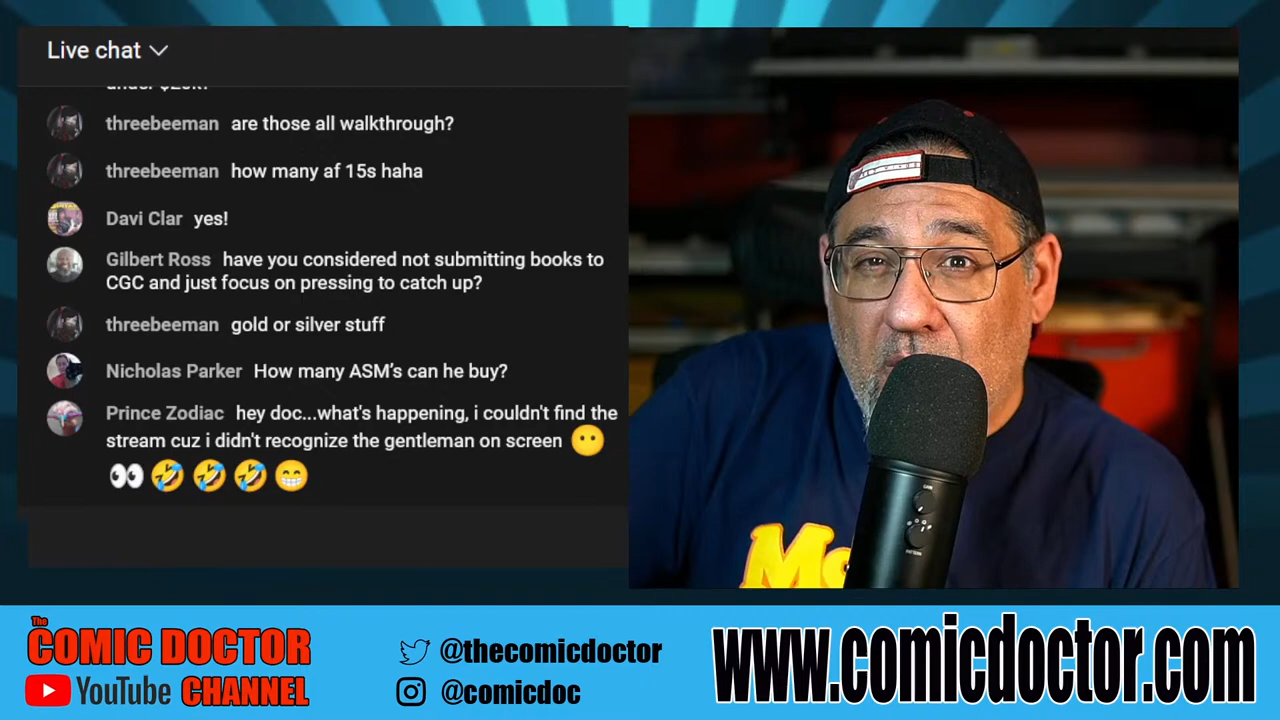 Live chat
threebeeman are those all walkthrough?
threebeeman how many af 15s haha
Davi Clar yes!
Gilbert Ross have you considered not submitting books to
CGC and just focus on pressing to catch up?
threebeeman gold or silver stuff
Nicholas Parker How many ASM’s can he buy?
Prince Zodiac hey doc...what's happening, i couldn't find the
stream cuz i didn't recognize the gentleman on screen 😶
👀🤣🤣🤣😁
The
COMIC DOCTOR
YouTube CHANNEL
@thecomicdoctor
@comicdoc
www.comicdoctor.com